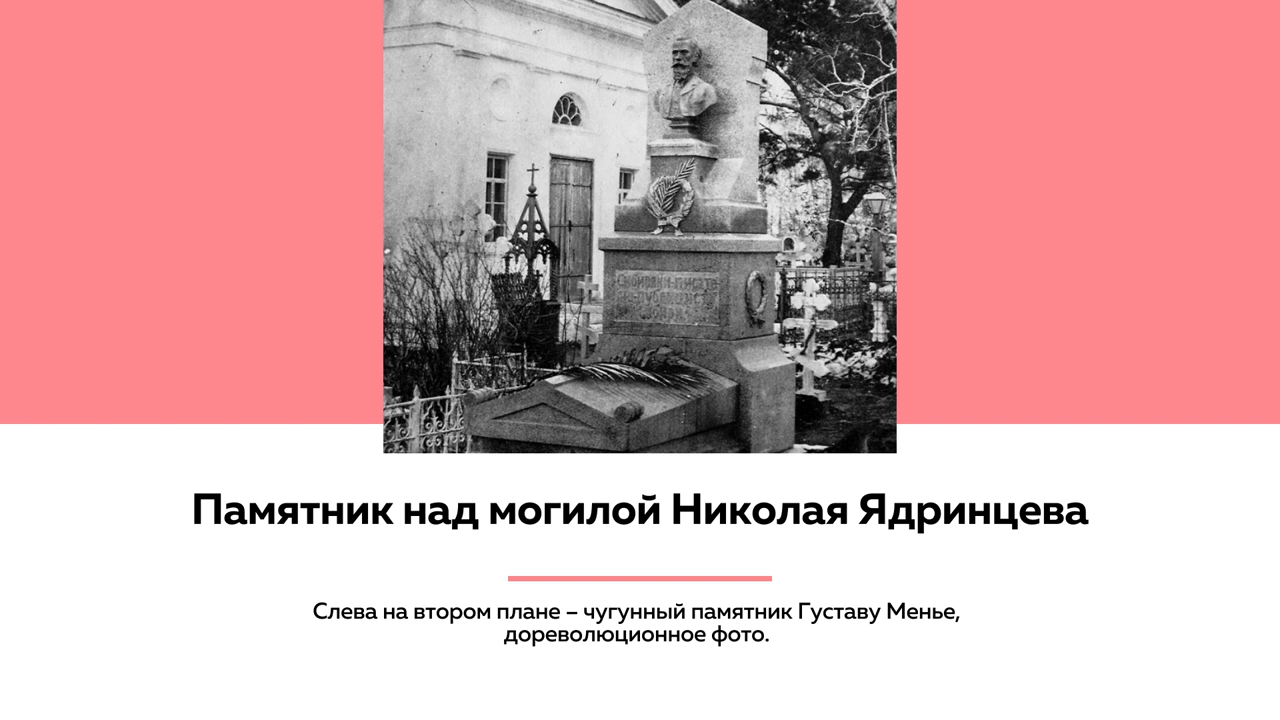 Памятник над могилой Николая Ядринцева
Слева на втором плане – чугунный памятник Густаву Менье,
дореволюционное фото.